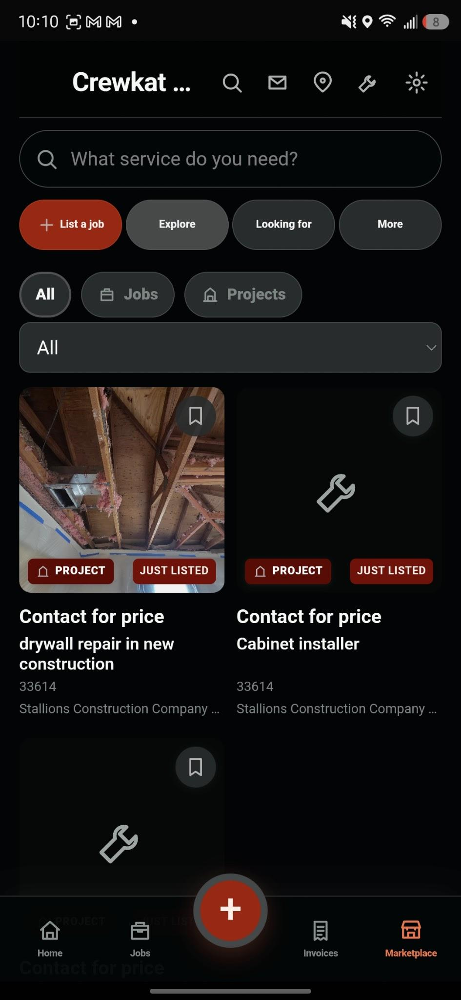 10:10
8
Crewkat ...
What service do you need?
List a job
Explore
Looking for
More
All
Jobs
Projects
All
PROJECT
JUST LISTED
PROJECT
JUST LISTED
Contact for price
Contact for price
drywall repair in new
construction
Cabinet installer
33614
33614
Stallions Construction Company ...
Stallions Construction Company ...
PROJECT
JUST LIST
Home
Jobs
Invoices
Marketplace
Contact for price